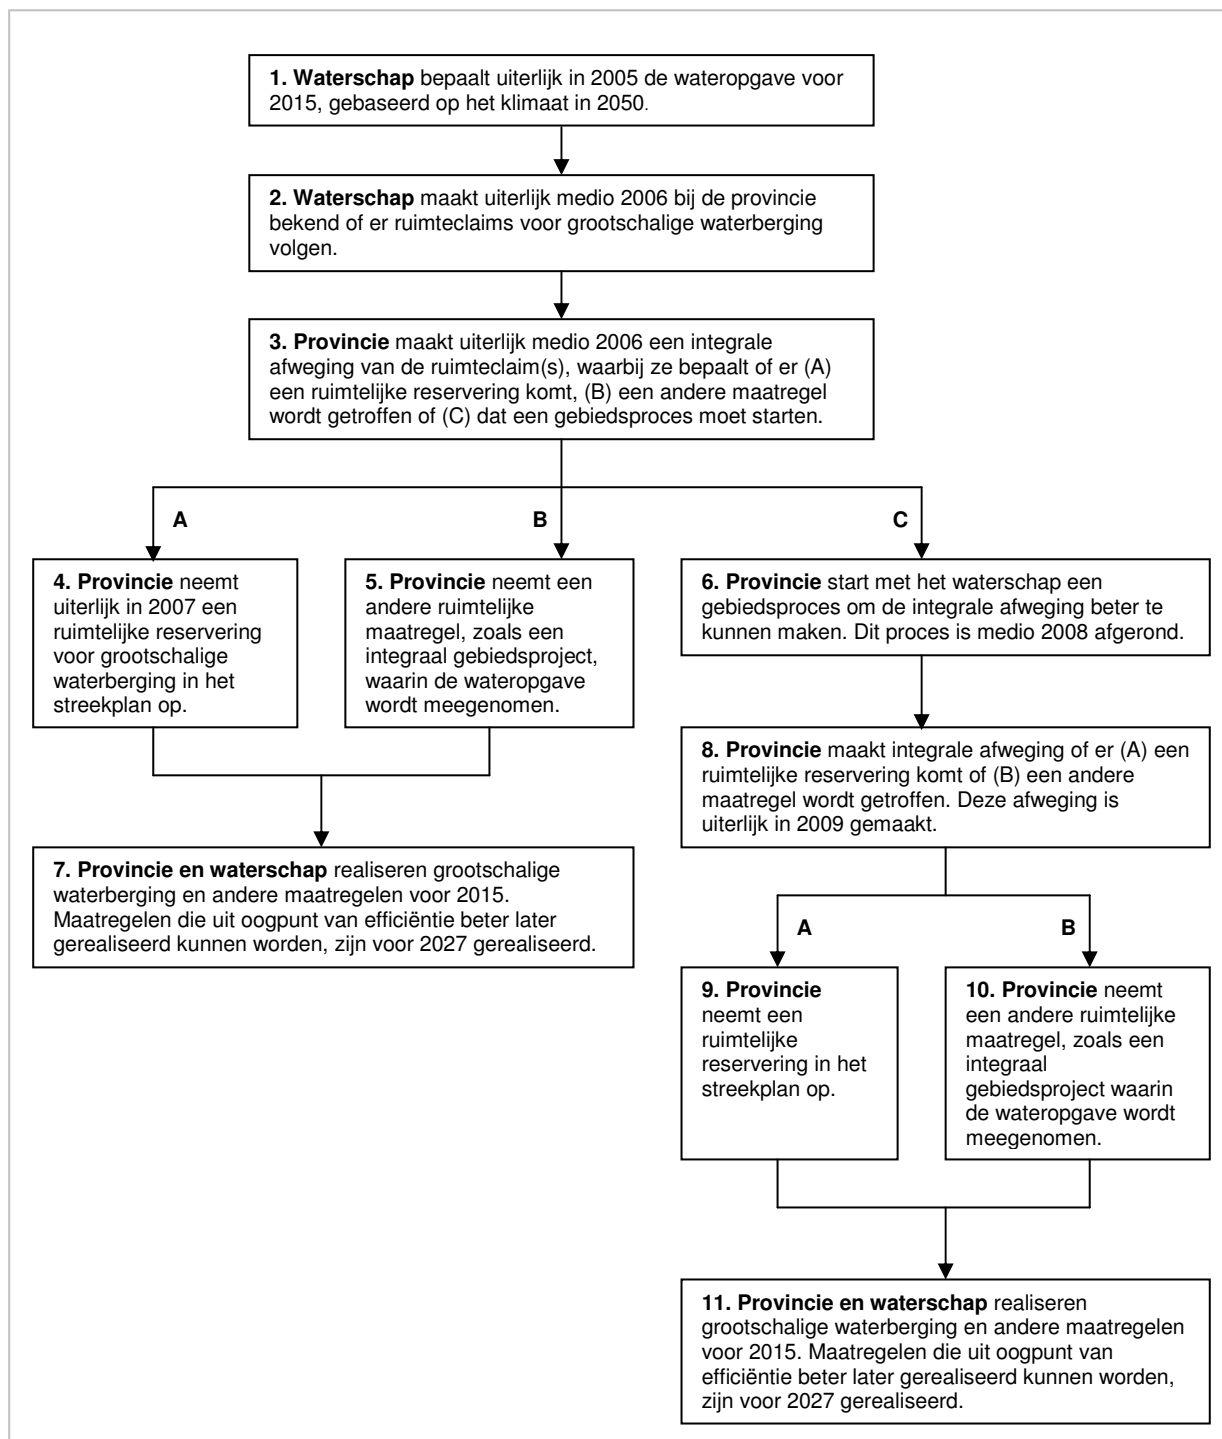 1. Waterschap bepaalt uiterlijk in 2005 de wateropgave voor
2015, gebaseerd op het klimaat in 2050.
2. Waterschap maakt uiterlijk medio 2006 bij de provincie
bekend of er ruimteclaims voor grootschalige waterberging
volgen.
3. Provincie maakt uiterlijk medio 2006 een integrale
afweging van de ruimteclaim(s), waarbij ze bepaalt of er (A)
een ruimtelijke reservering komt, (B) een andere maatregel
wordt getroffen of (C) dat een gebiedsproces moet starten.
A
B
C
4. Provincie neemt
uiterlijk in 2007 een
ruimtelijke reservering
voor grootschalige
waterberging in het
streekplan op.
5. Provincie neemt een
andere ruimtelijke
maatregel, zoals een
integraal gebiedsproject,
waarin de wateropgave
wordt meegenomen.
6. Provincie start met het waterschap een
gebiedsproces om de integrale afweging beter te
kunnen maken. Dit proces is medio 2008 afgerond.
7. Provincie en waterschap realiseren grootschalige
waterberging en andere maatregelen voor 2015.
Maatregelen die uit oogpunt van efficiëntie beter later
gerealiseerd kunnen worden, zijn voor 2027 gerealiseerd.
8. Provincie maakt integrale afweging of er (A) een
ruimtelijke reservering komt of (B) een andere
maatregel wordt getroffen. Deze afweging is
uiterlijk in 2009 gemaakt.
A
B
9. Provincie
neemt een
ruimtelijke
reservering in het
streekplan op.
10. Provincie neemt
een andere ruimtelijke
maatregel, zoals een
integraal
gebiedsproject waarin
de wateropgave wordt
meegenomen.
11. Provincie en waterschap realiseren
grootschalige waterberging en andere maatregelen
voor 2015. Maatregelen die uit oogpunt van
efficiëntie beter later gerealiseerd kunnen worden,
zijn voor 2027 gerealiseerd.